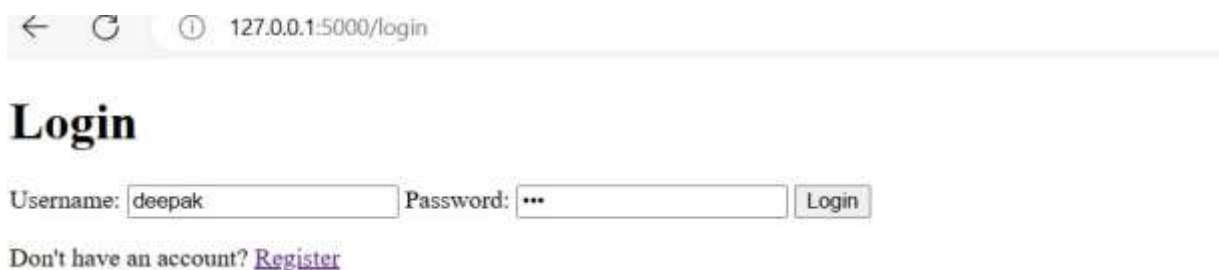 127.0.0.1:5000/login
Login
Username: deepak Password: ••• Login
Don't have an account? Register